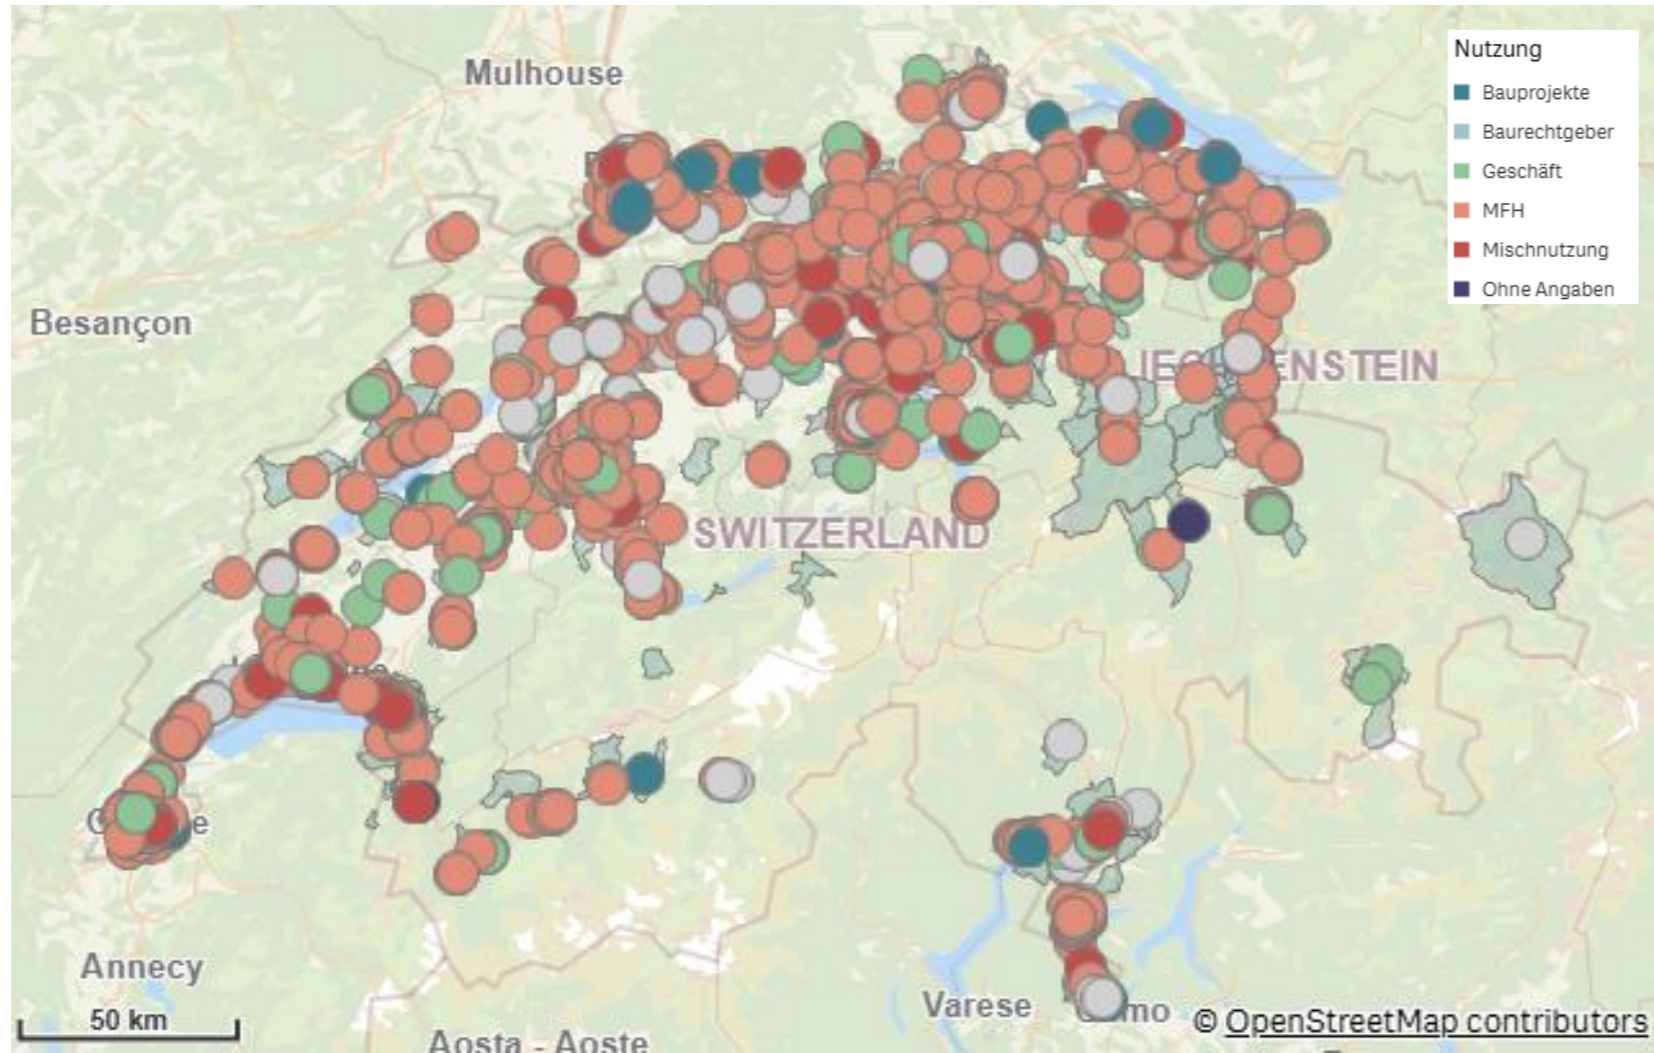 Mulhouse
Nutzung
Bauprojekte
Baurechtgeber
Geschäft
MFH
Mischnutzung
Ohne Angaben
Besançon
SWITZERLAND
Annecy
50 km
Varese
© OpenStreetMap contributors
Aosta - Aoste